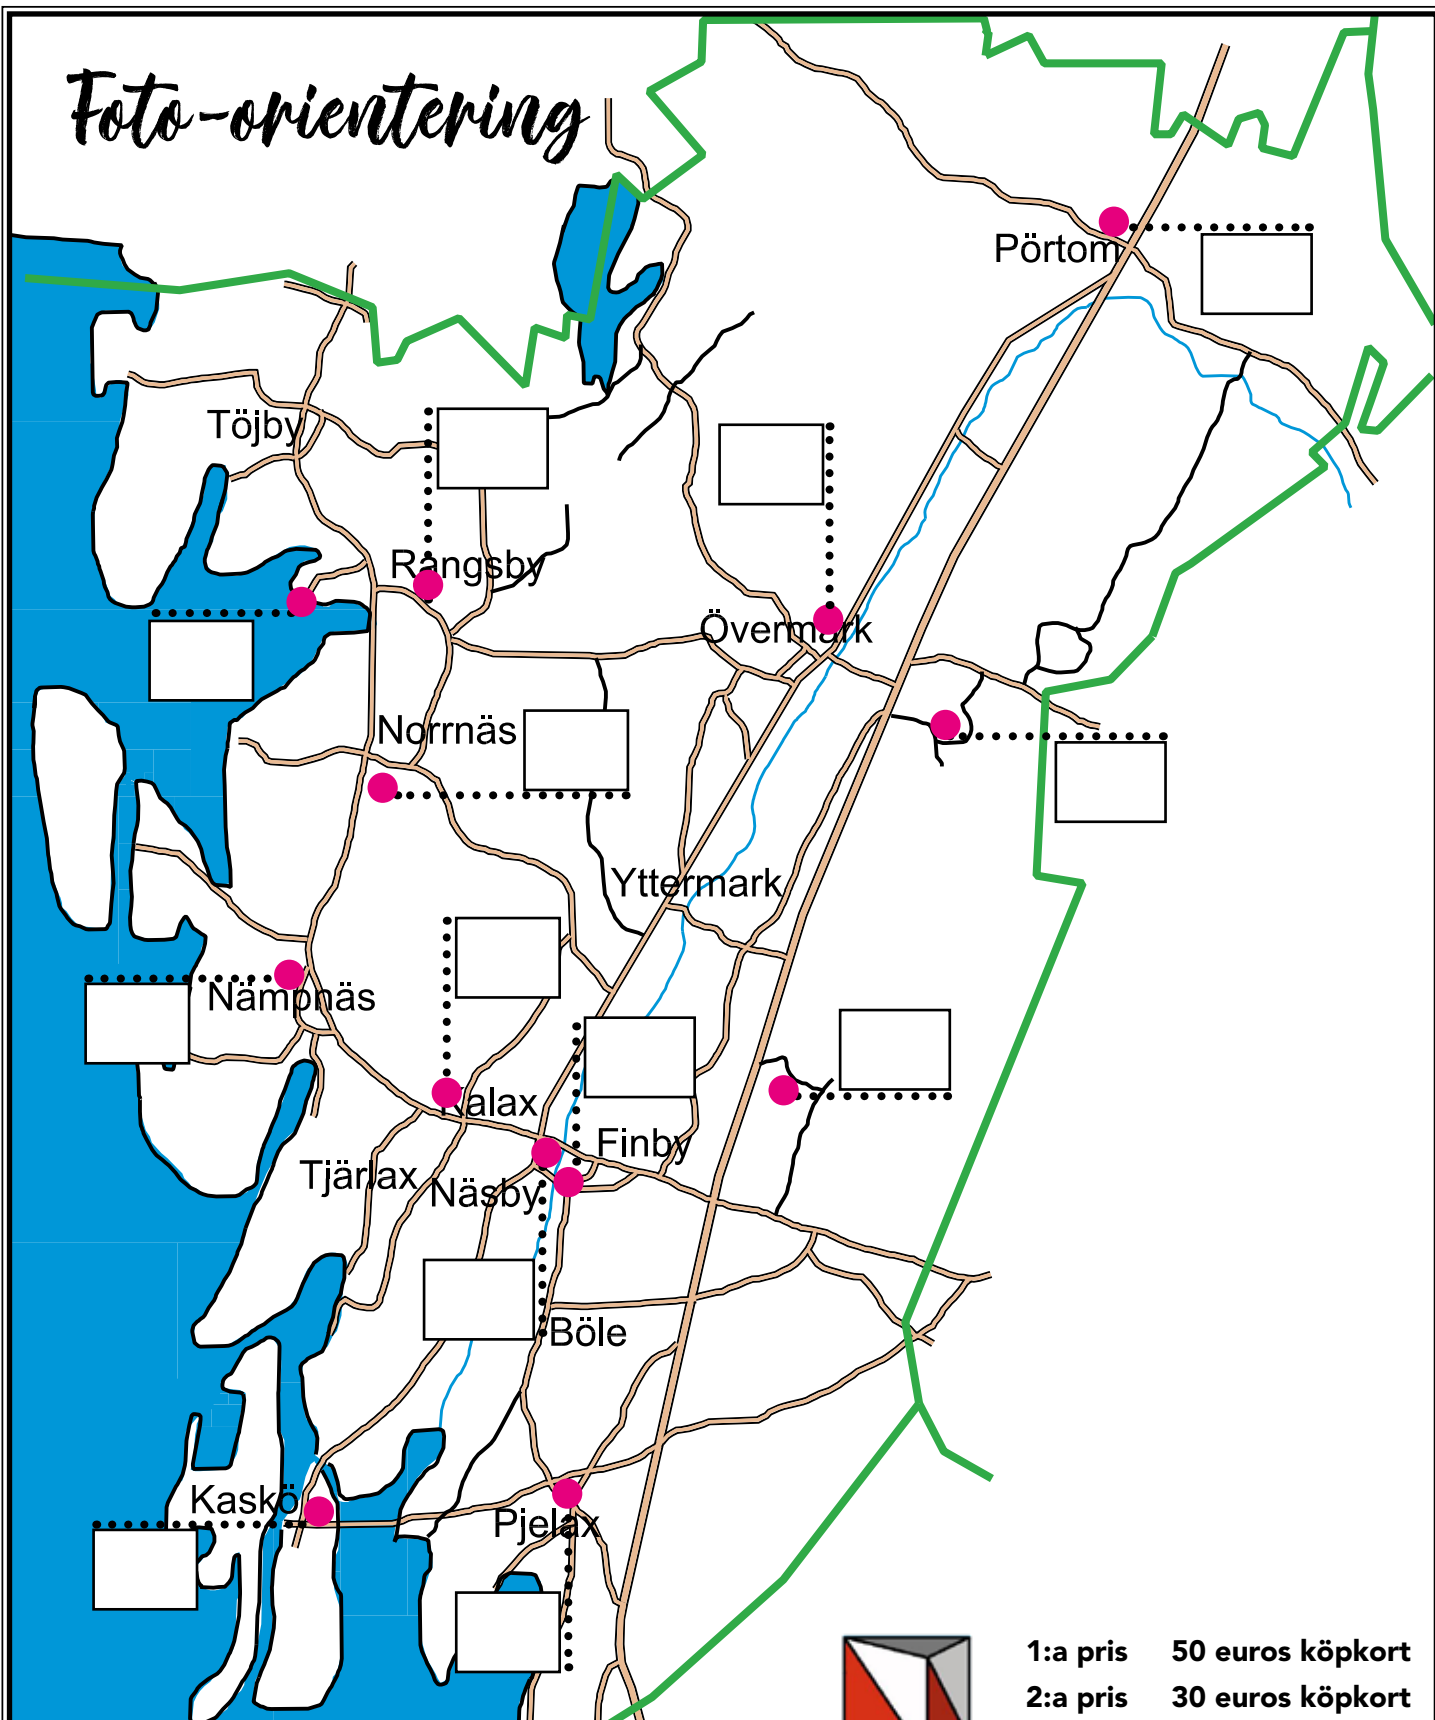 Foto-orientering
Pörtom
Töjby
Rangsby
Övermark
Norrnäs
Yttermark
Nämpnäs
Kalax
Finby
Tjärlax
Näsby
Böle
Kaskö
Pjelax
1:a pris 50 euros köpkort
2:a pris 30 euros köpkort